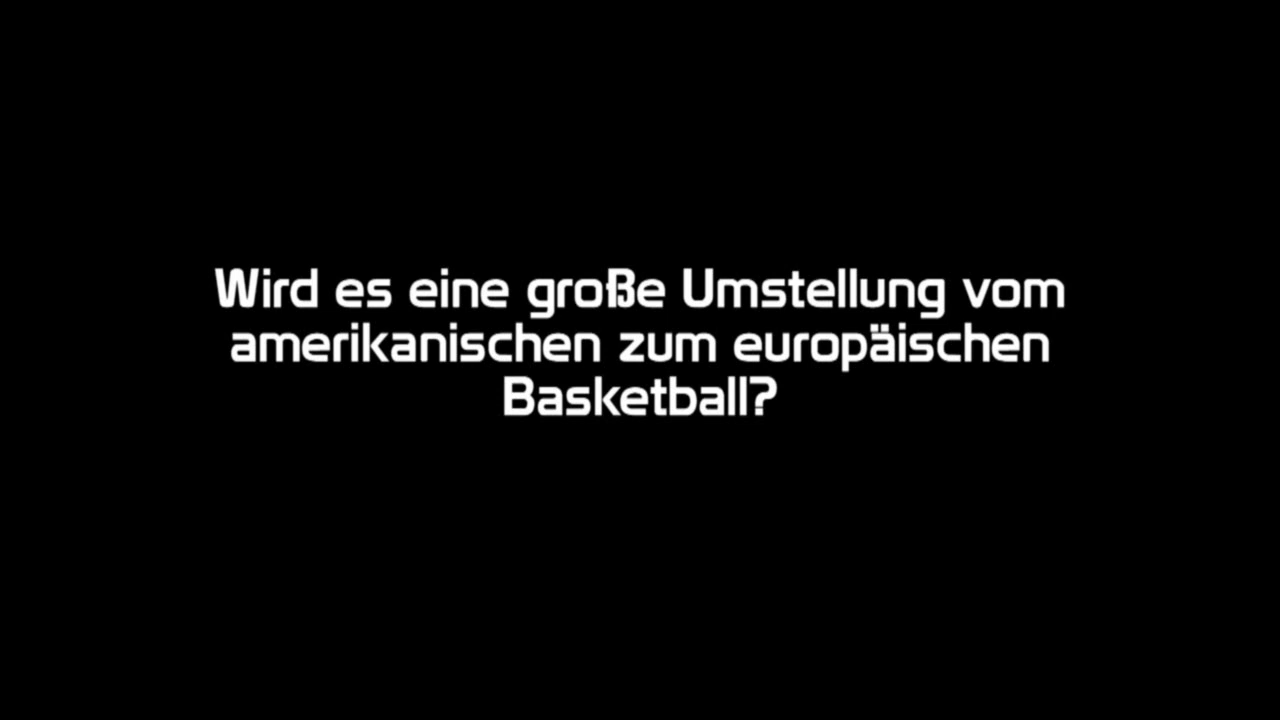 Wird es eine große Umstellung vom
amerikanischen zum europäischen
Basketball?